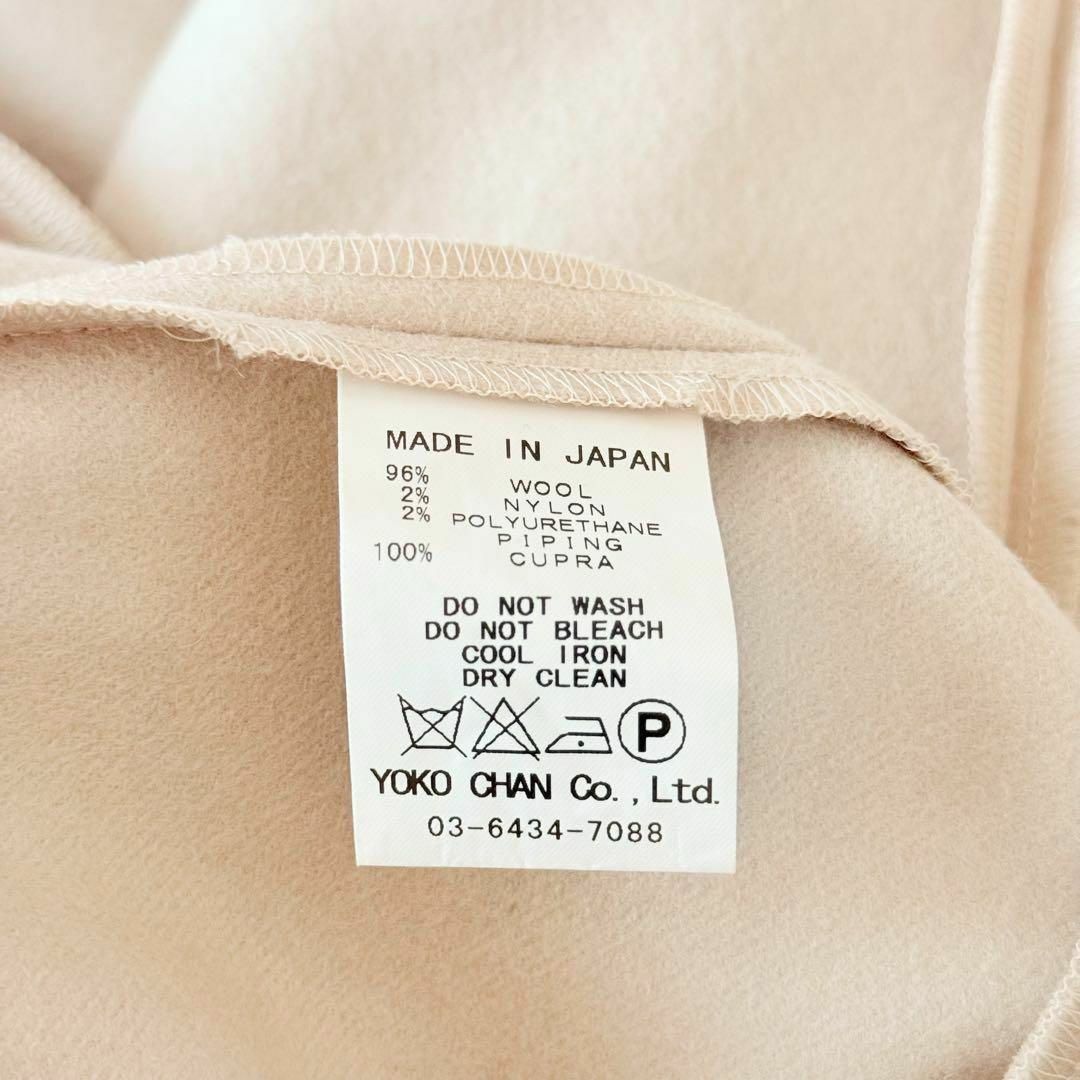 MADE IN JAPAN
96% WOOL
2% NYLON
2% POLYURETHANE
PIPING
100% CUPRA
DO NOT WASH
DO NOT BLEACH
COOL IRON
DRY CLEAN
P
YOKO CHAN Co.,Ltd.
03-6434-7088